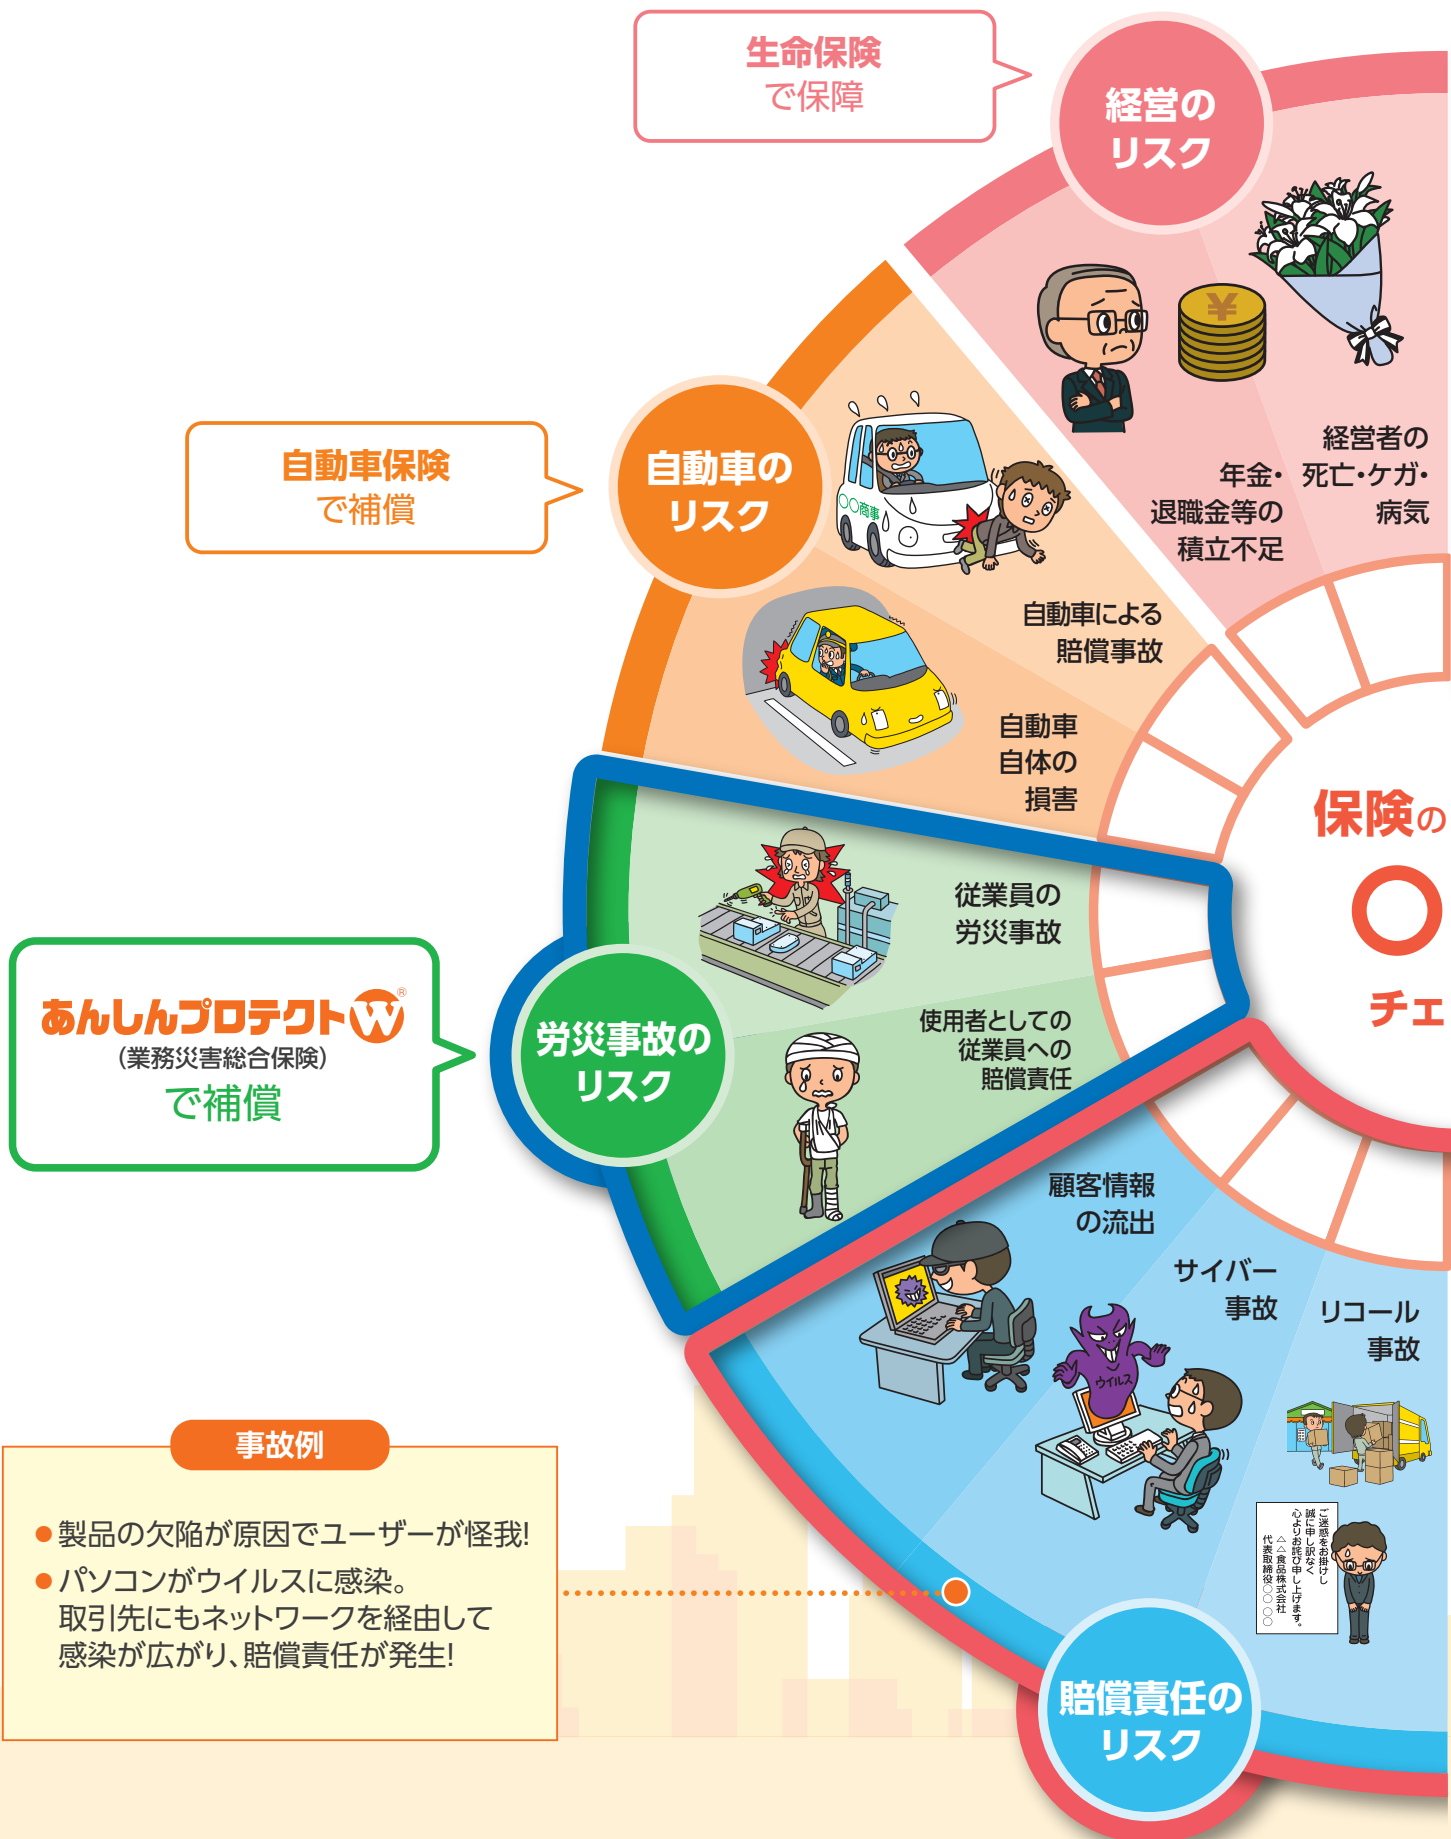 生命保険
で保障
経営の
リスク
¥
経営者の
死亡・ケガ・
病気
年金・
退職金等の
積立不足
自動車保険
で補償
自動車の
リスク
〇〇商事
自動車による
賠償事故
自動車
自体の
損害
保険の
〇
チェ
あんしんプロテクトW®
(業務災害総合保険)
で補償
労災事故の
リスク
従業員の
労災事故
使用者としての
従業員への
賠償責任
顧客情報
の流出
サイバー
事故
ウイルス
リコール
事故
ご迷惑をお掛けし
誠に申し訳なく
心よりお詫び申し上げます。
△△食品株式会社
代表取締役〇〇〇〇
賠償責任の
リスク
事故例
●製品の欠陥が原因でユーザーが怪我!
●パソコンがウイルスに感染。
取引先にもネットワークを経由して
感染が広がり、賠償責任が発生!